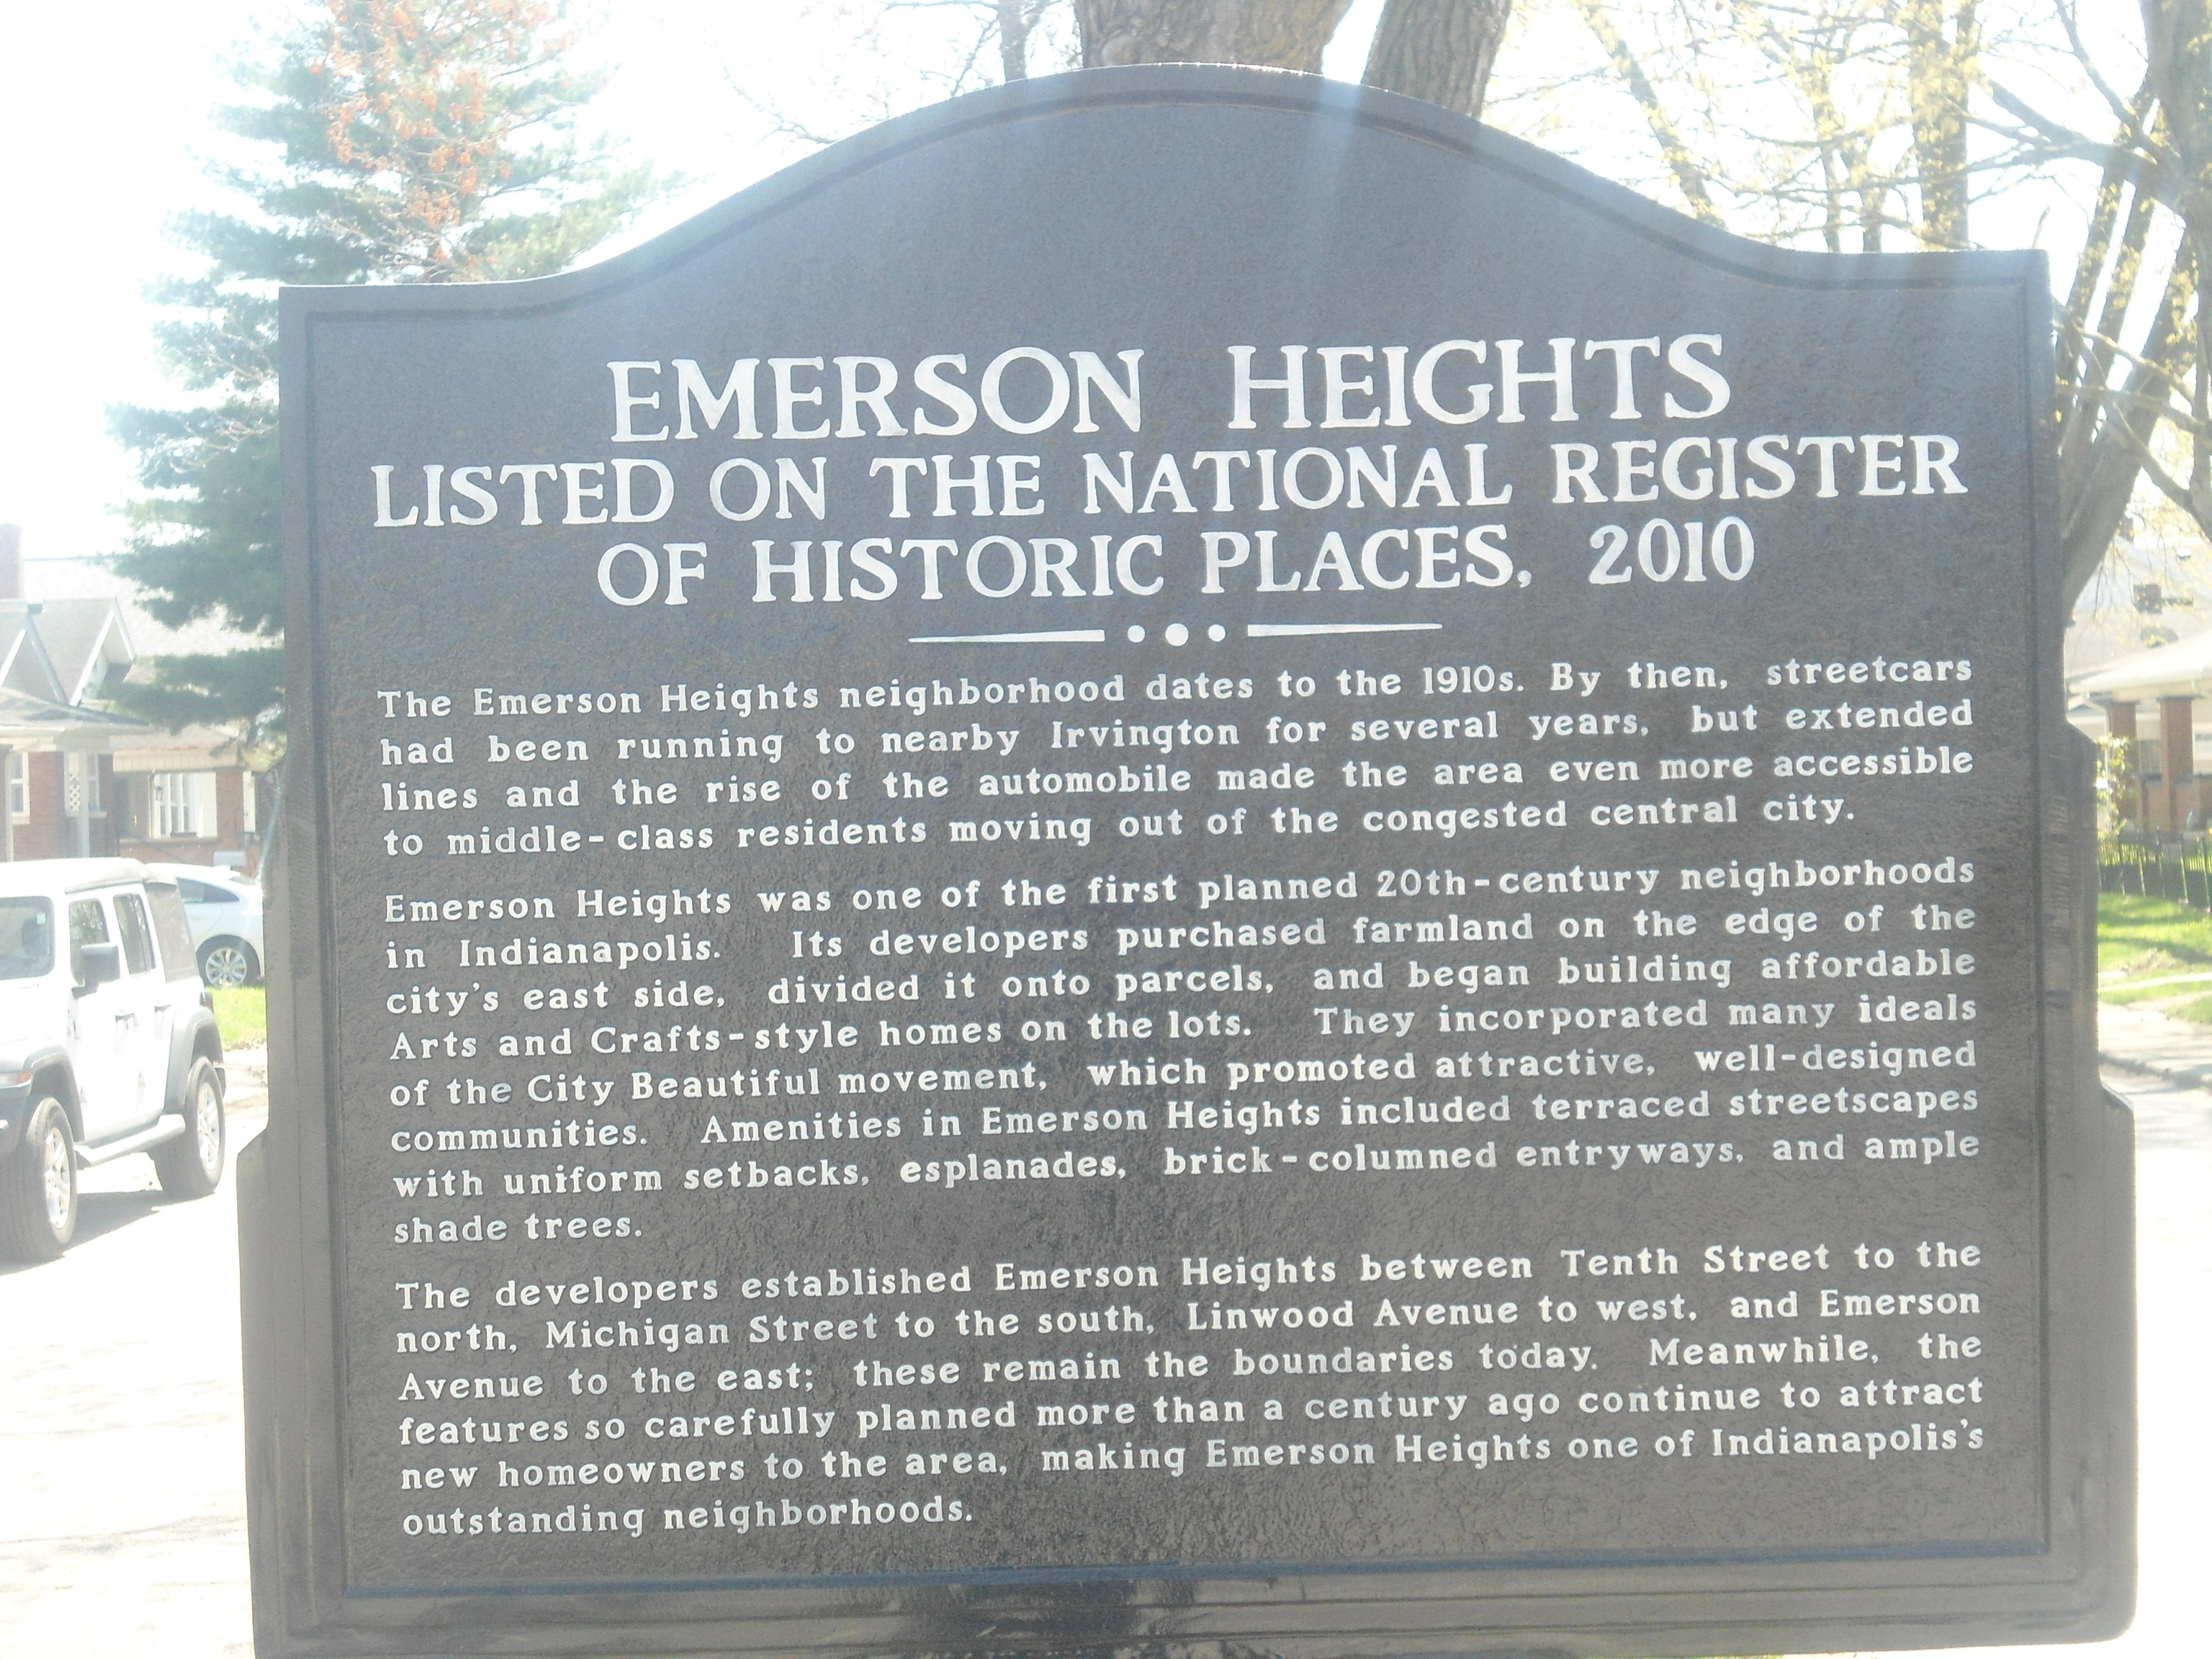 EMERSON HEIGHTS
LISTED ON THE NATIONAL REGISTER
OF HISTORIC PLACES, 2010
The Emerson Heights neighborhood dates to the 1910s. By then, streetcars
had been running to nearby Irvington for several years, but extended
lines and the rise of the automobile made the area even more accessible
to middle-class residents moving out of the congested central city.
Emerson Heights was one of the first planned 20th-century neighborhoods
in Indianapolis. Its developers purchased farmland on the edge of the
city's east side, divided it onto parcels, and began building affordable
Arts and Crafts-style homes on the lots. They incorporated many ideals
of the City Beautiful movement, which promoted attractive, well-designed
communities. Amenities in Emerson Heights included terraced streetscapes
with uniform setbacks, esplanades, brick-columned entryways, and ample
shade trees.
The developers established Emerson Heights between Tenth Street to the
north, Michigan Street to the south, Linwood Avenue to west, and Emerson
Avenue to the east; these remain the boundaries today. Meanwhile, the
features so carefully planned more than a century ago continue to attract
new homeowners to the area, making Emerson Heights one of Indianapolis's
outstanding neighborhoods.